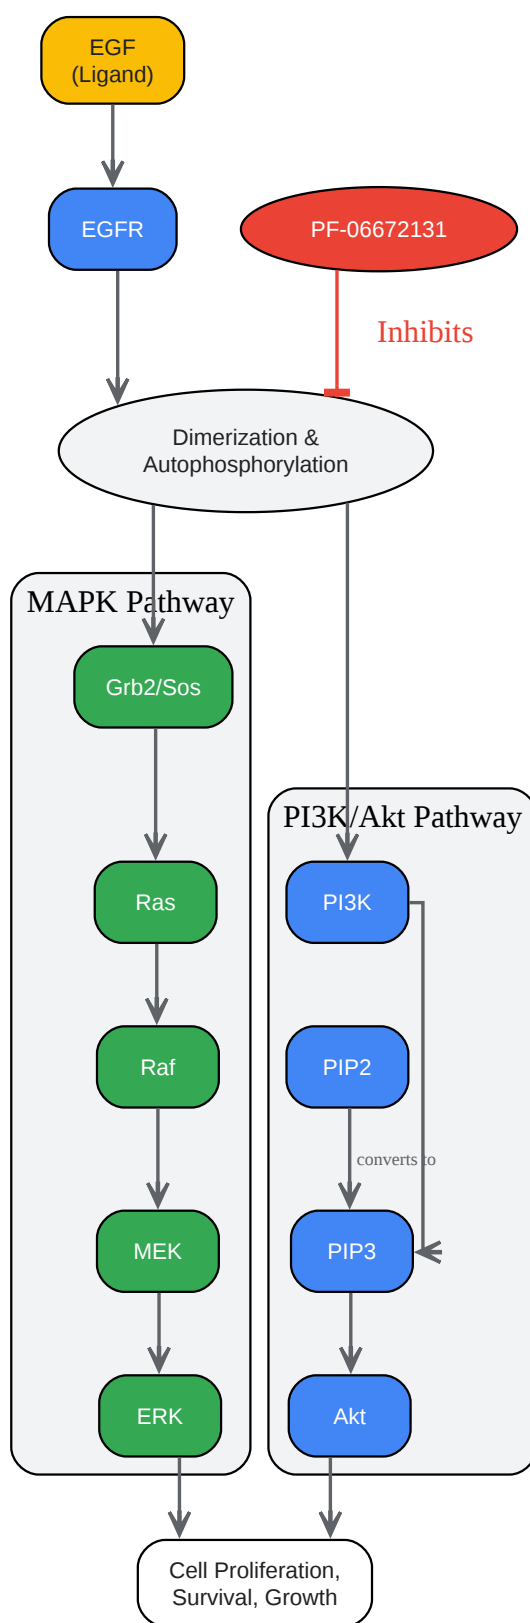 EGF
(Ligand)
EGFR
PF-06672131
Inhibits
Dimerization &
Autophosphorylation
MAPK Pathway
Grb2/Sos
PI3K/Akt Pathway
Ras
PI3K
Raf
PIP2
converts to
MEK
PIP3
ERK
Akt
Cell Proliferation,
Survival, Growth